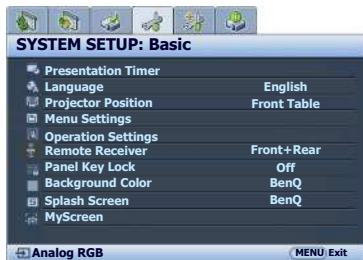 SYSTEM SETUP: Basic
Presentation Timer
Language English
Projector Position Front Table
Menu Settings
Operation Settings
Remote Receiver Front+Rear
Panel Key Lock Off
Background Color BenQ
Splash Screen BenQ
MyScreen
Analog RGB MENU Exit